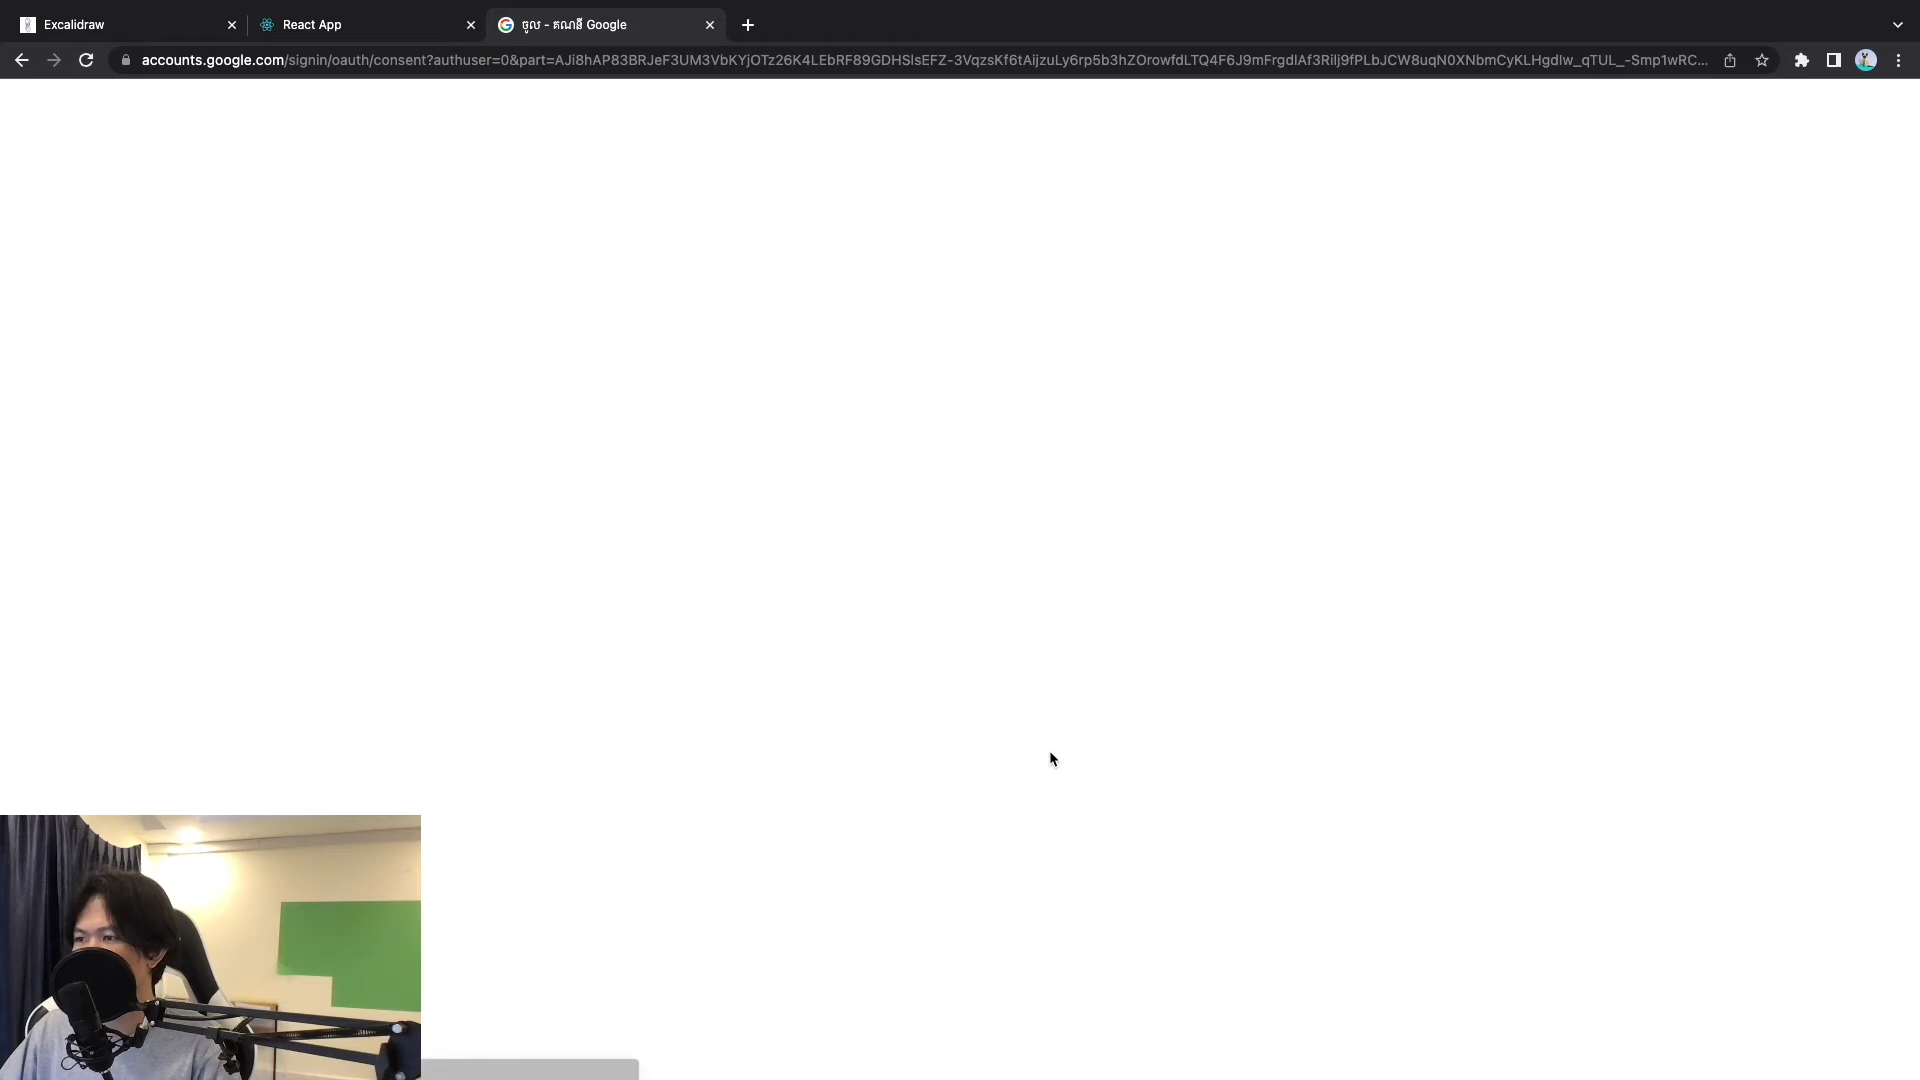 Excalidraw
React App
ចូល - គណនី Google
accounts.google.com/signin/oauth/consent?authuser=0&part=AJi8hAP83BRJeF3UM3VbKYjOTz26K4LEbRF89GDHSlsEFZ-3VqzsKf6tAijzuLy6rp5b3hZOrowfdLTQ4F6J9mFrgdlAf3Rilj9fPLbJCW8uqN0XNbmCyKLHgdlw_qTUL_-Smp1wRC...